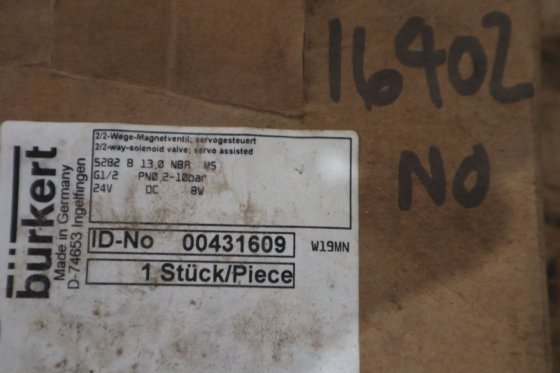 16402
NO
bürkert
Made in Germany
D-74653 Ingelfingen
2/2-Wege-Magnetventil; servogesteuert
2/2-way-solenoid valve; servo assisted
5282 B 13,0 NBR MS
G1/2 PN0,2-10bar
24V DC 8W
ID-No 00431609 W19MN
1 Stück/Piece